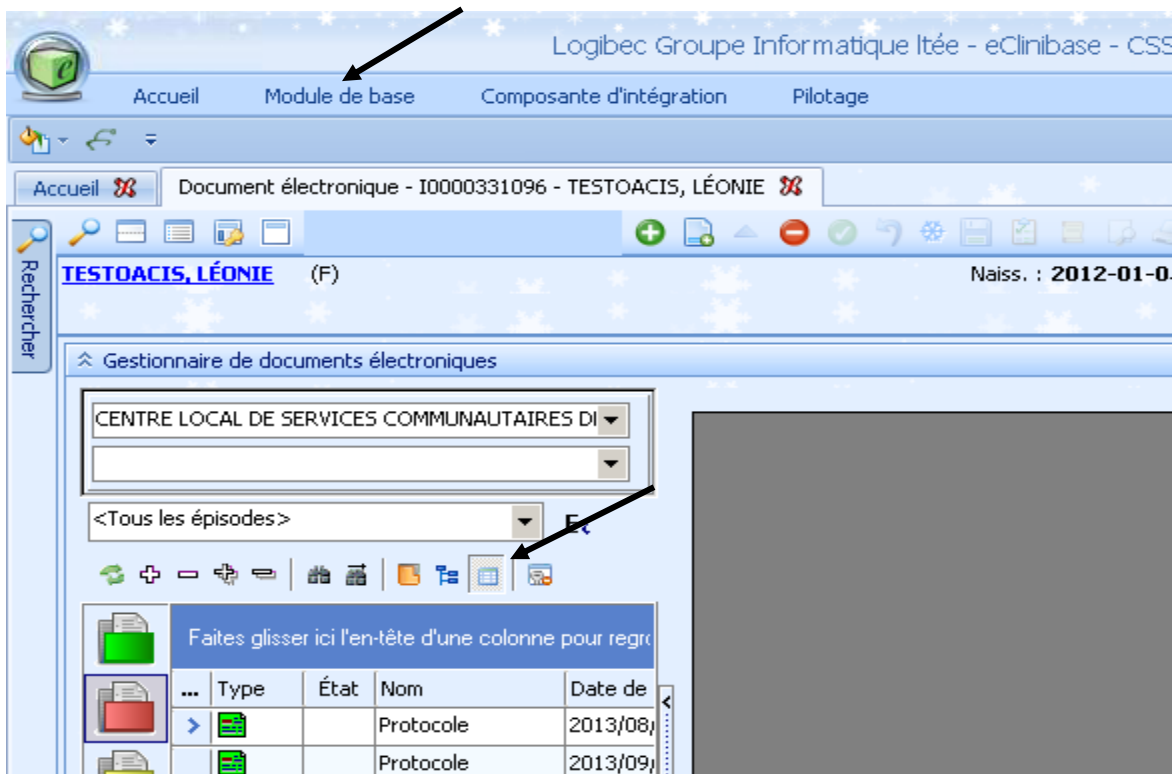 Logibec Groupe Informatique ltée - eClinibase - CSS
Accueil Module de base Composante d'intégration Pilotage
Accueil Document électronique - I0000331096 - TESTOACIS, LÉONIE
Rechercher
TESTOACIS, LÉONIE (F) Naiss. : 2012-01-0
Gestionnaire de documents électroniques
CENTRE LOCAL DE SERVICES COMMUNAUTAIRES DI
<Tous les épisodes>
Faites glisser ici l'en-tête d'une colonne pour regro
... Type État Nom Date de
> Protocole 2013/08/
Protocole 2013/09/